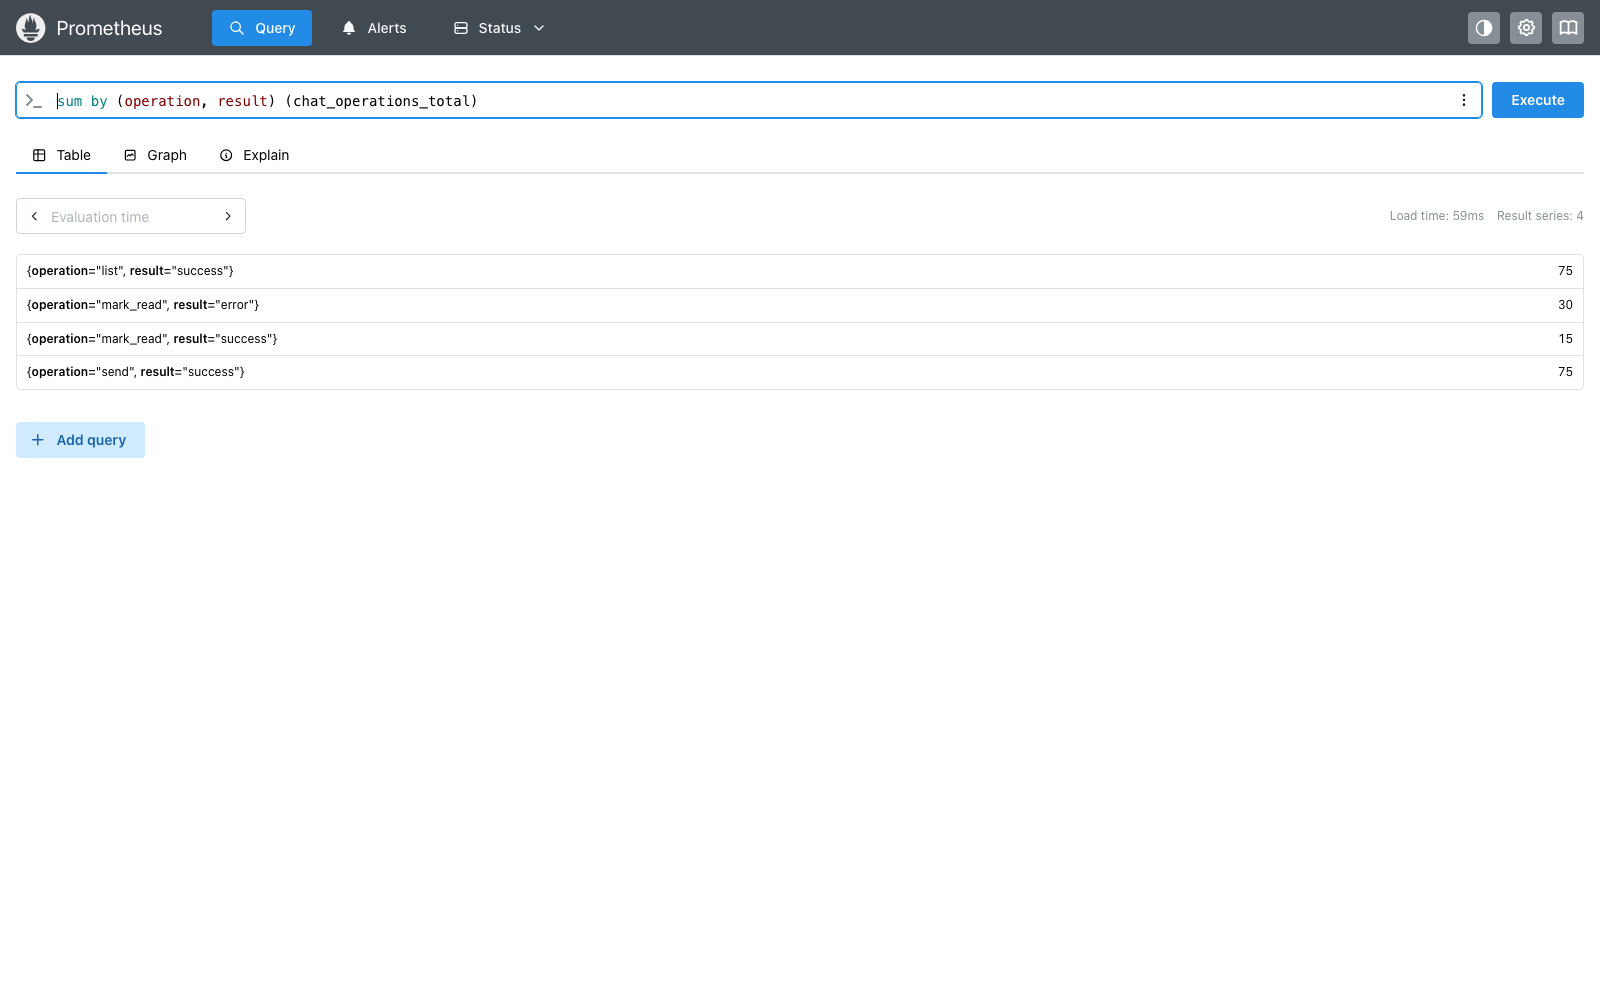 Prometheus Query Alerts Status
sum by (operation, result) (chat_operations_total) Execute
Table Graph Explain
Evaluation time Load time: 59ms Result series: 4
{operation="list", result="success"} 75
{operation="mark_read", result="error"} 30
{operation="mark_read", result="success"} 15
{operation="send", result="success"} 75
Add query